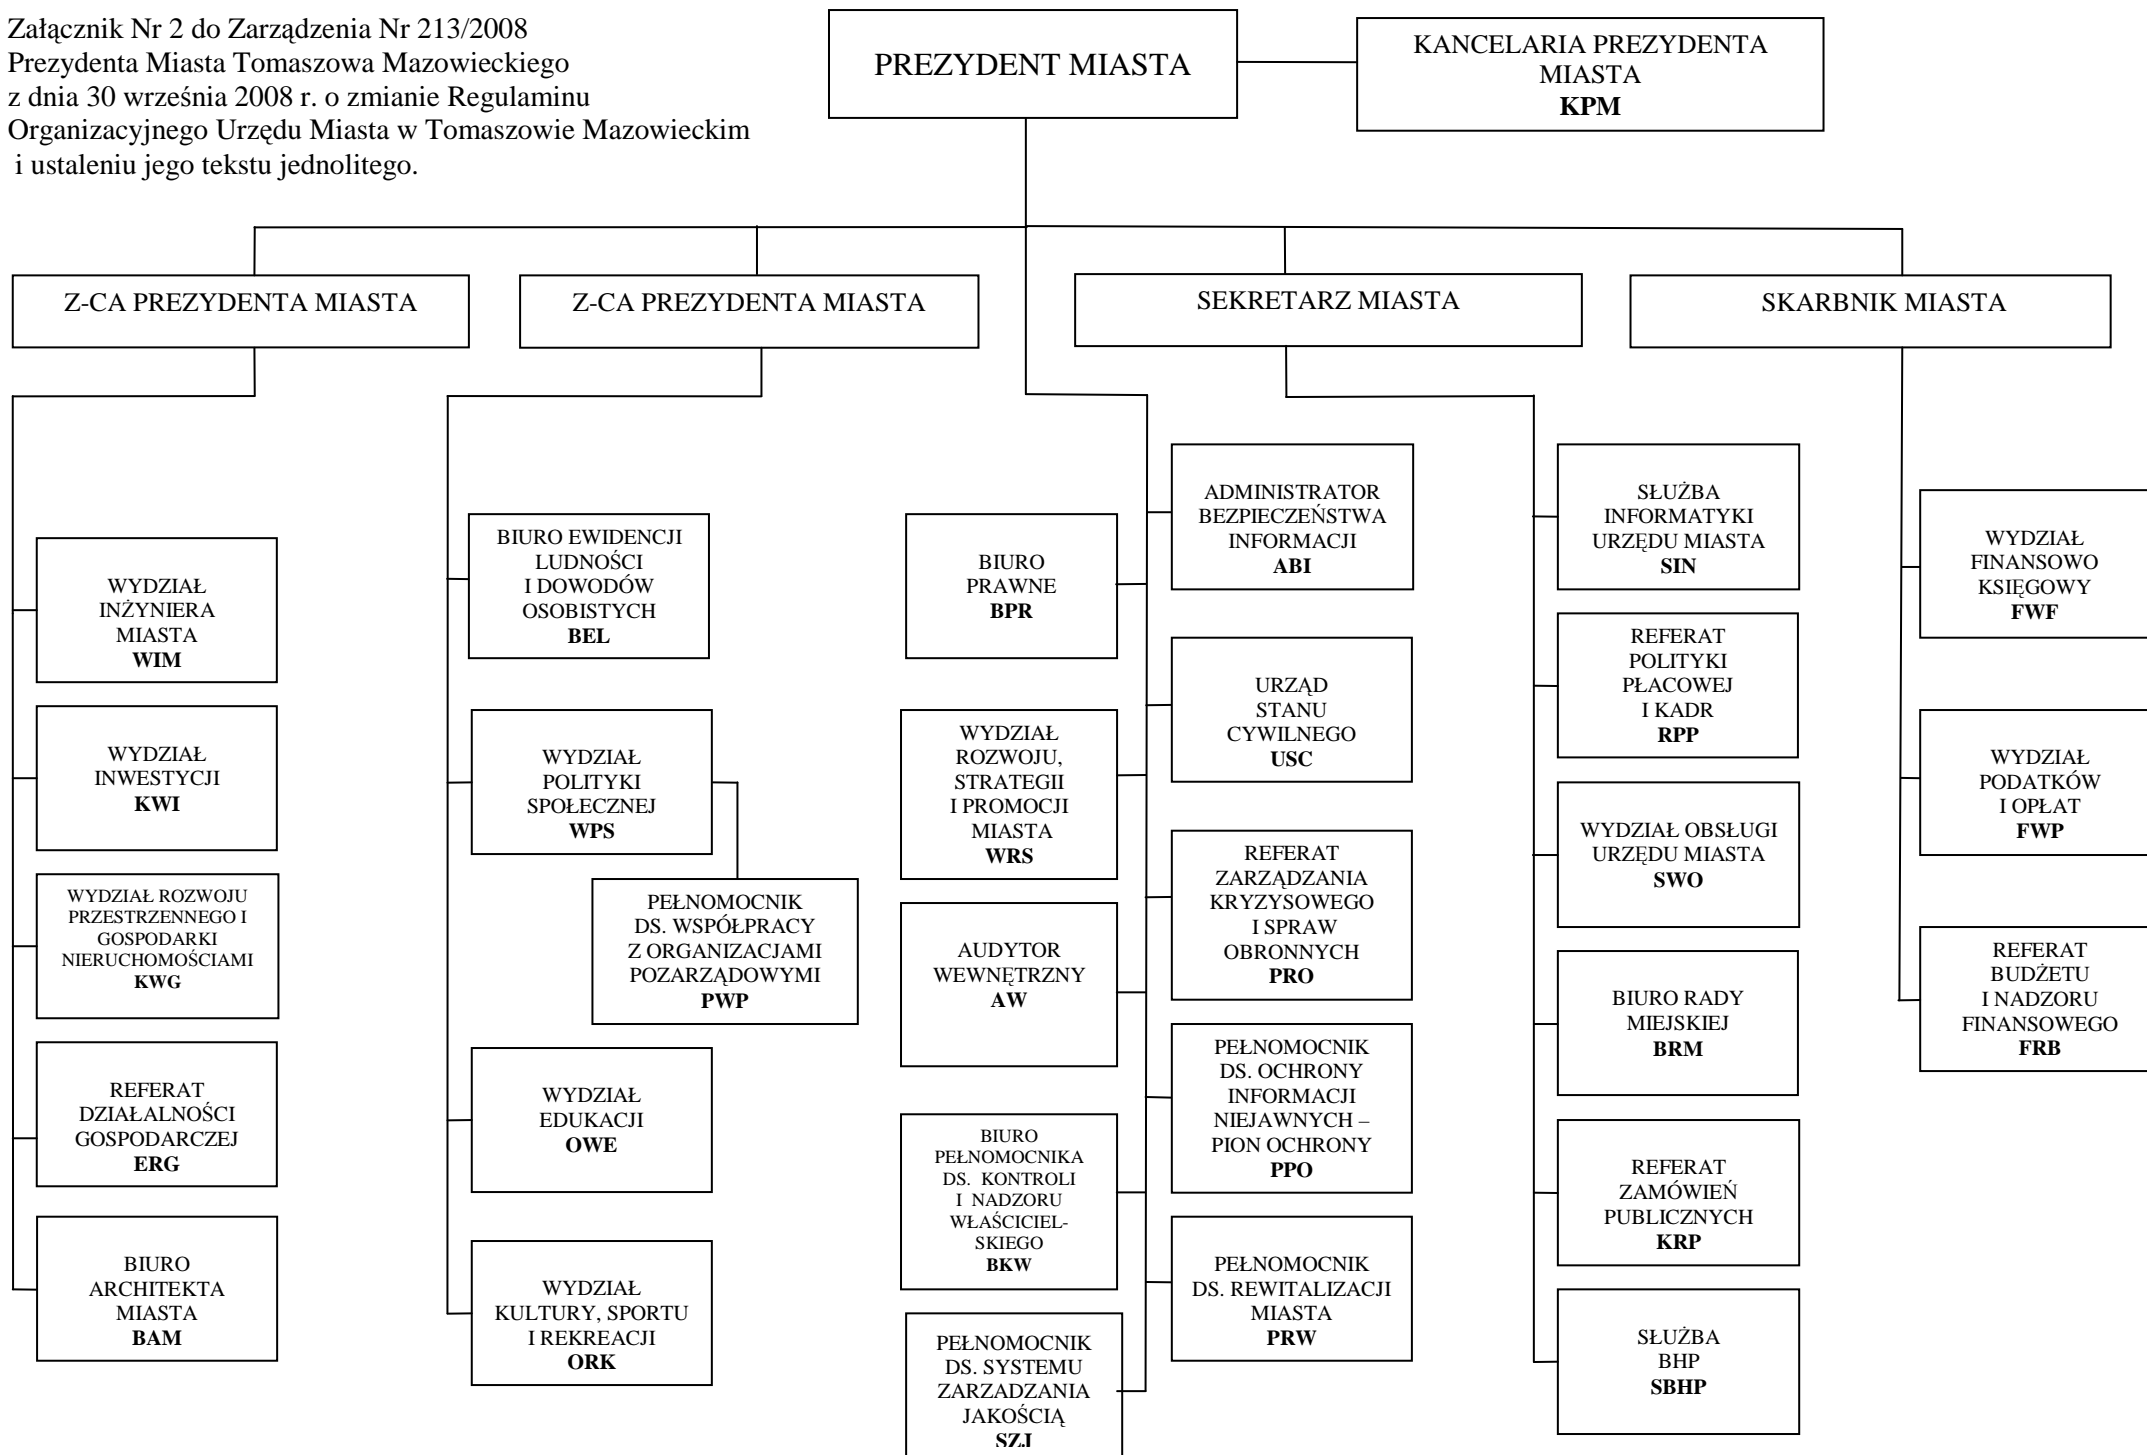 Załącznik Nr 2 do Zarządzenia Nr 213/2008
Prezydenta Miasta Tomaszowa Mazowieckiego
z dnia 30 września 2008 r. o zmianie Regulaminu
Organizacyjnego Urzędu Miasta w Tomaszowie Mazowieckim
i ustaleniu jego tekstu jednolitego.
PREZYDENT MIASTA
KANCELARIA PREZYDENTA
MIASTA
KPM
Z-CA PREZYDENTA MIASTA
Z-CA PREZYDENTA MIASTA
SEKRETARZ MIASTA
SKARBNIK MIASTA
WYDZIAŁ
INŻYNIERA
MIASTA
WIM
WYDZIAŁ
INWESTYCJI
KWI
WYDZIAŁ ROZWOJU
PRZESTRZENNEGO I
GOSPODARKI
NIERUCHOMOŚCIAMI
KWG
REFERAT
DZIAŁALNOŚCI
GOSPODARCZEJ
ERG
BIURO
ARCHITEKTA
MIASTA
BAM
BIURO EWIDENCJI
LUDNOŚCI
I DOWODÓW
OSOBISTYCH
BEL
WYDZIAŁ
POLITYKI
SPOŁECZNEJ
WPS
PEŁNOMOCNIK
DS. WSPÓŁPRACY
Z ORGANIZACJAMI
POZARZĄDOWYMI
PWP
WYDZIAŁ
EDUKACJI
OWE
WYDZIAŁ
KULTURY, SPORTU
I REKREACJI
ORK
BIURO
PRAWNE
BPR
WYDZIAŁ
ROZWOJU,
STRATEGII
I PROMOCJI
MIASTA
WRS
AUDYTOR
WEWNĘTRZNY
AW
BIURO
PEŁNOMOCNIKA
DS. KONTROLI
I NADZORU
WŁAŚCICIEL-
SKIEGO
BKW
PEŁNOMOCNIK
DS. SYSTEMU
ZARZADZANIA
JAKOŚCIĄ
SZJ
ADMINISTRATOR
BEZPIECZEŃSTWA
INFORMACJI
ABI
URZĄD
STANU
CYWILNEGO
USC
REFERAT
ZARZĄDZANIA
KRYZYSOWEGO
I SPRAW
OBRONNYCH
PRO
PEŁNOMOCNIK
DS. OCHRONY
INFORMACJI
NIEJAWNYCH –
PION OCHRONY
PPO
PEŁNOMOCNIK
DS. REWITALIZACJI
MIASTA
PRW
SŁUŻBA
INFORMATYKI
URZĘDU MIASTA
SIN
REFERAT
POLITYKI
PŁACOWEJ
I KADR
RPP
WYDZIAŁ OBSŁUGI
URZĘDU MIASTA
SWO
BIURO RADY
MIEJSKIEJ
BRM
REFERAT
ZAMÓWIEŃ
PUBLICZNYCH
KRP
SŁUŻBA
BHP
SBHP
WYDZIAŁ
FINANSOWO
KSIĘGOWY
FWF
WYDZIAŁ
PODATKÓW
I OPŁAT
FWP
REFERAT
BUDŻETU
I NADZORU
FINANSOWEGO
FRB